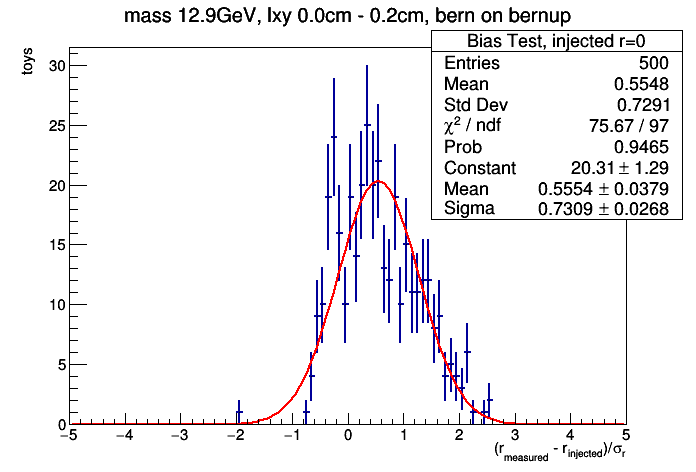 mass 12.9GeV, lxy 0.0cm - 0.2cm, bern on bernup
Bias Test, injected r=0
Entries 500
Mean 0.5548
Std Dev 0.7291
χ² / ndf 75.67 / 97
Prob 0.9465
Constant 20.31 ± 1.29
Mean 0.5554 ± 0.0379
Sigma 0.7309 ± 0.0268
toys
30
25
20
15
10
5
0
−5 −4 −3 −2 −1 0 1 2 3 4 5
(r_measured - r_injected)/σ_r